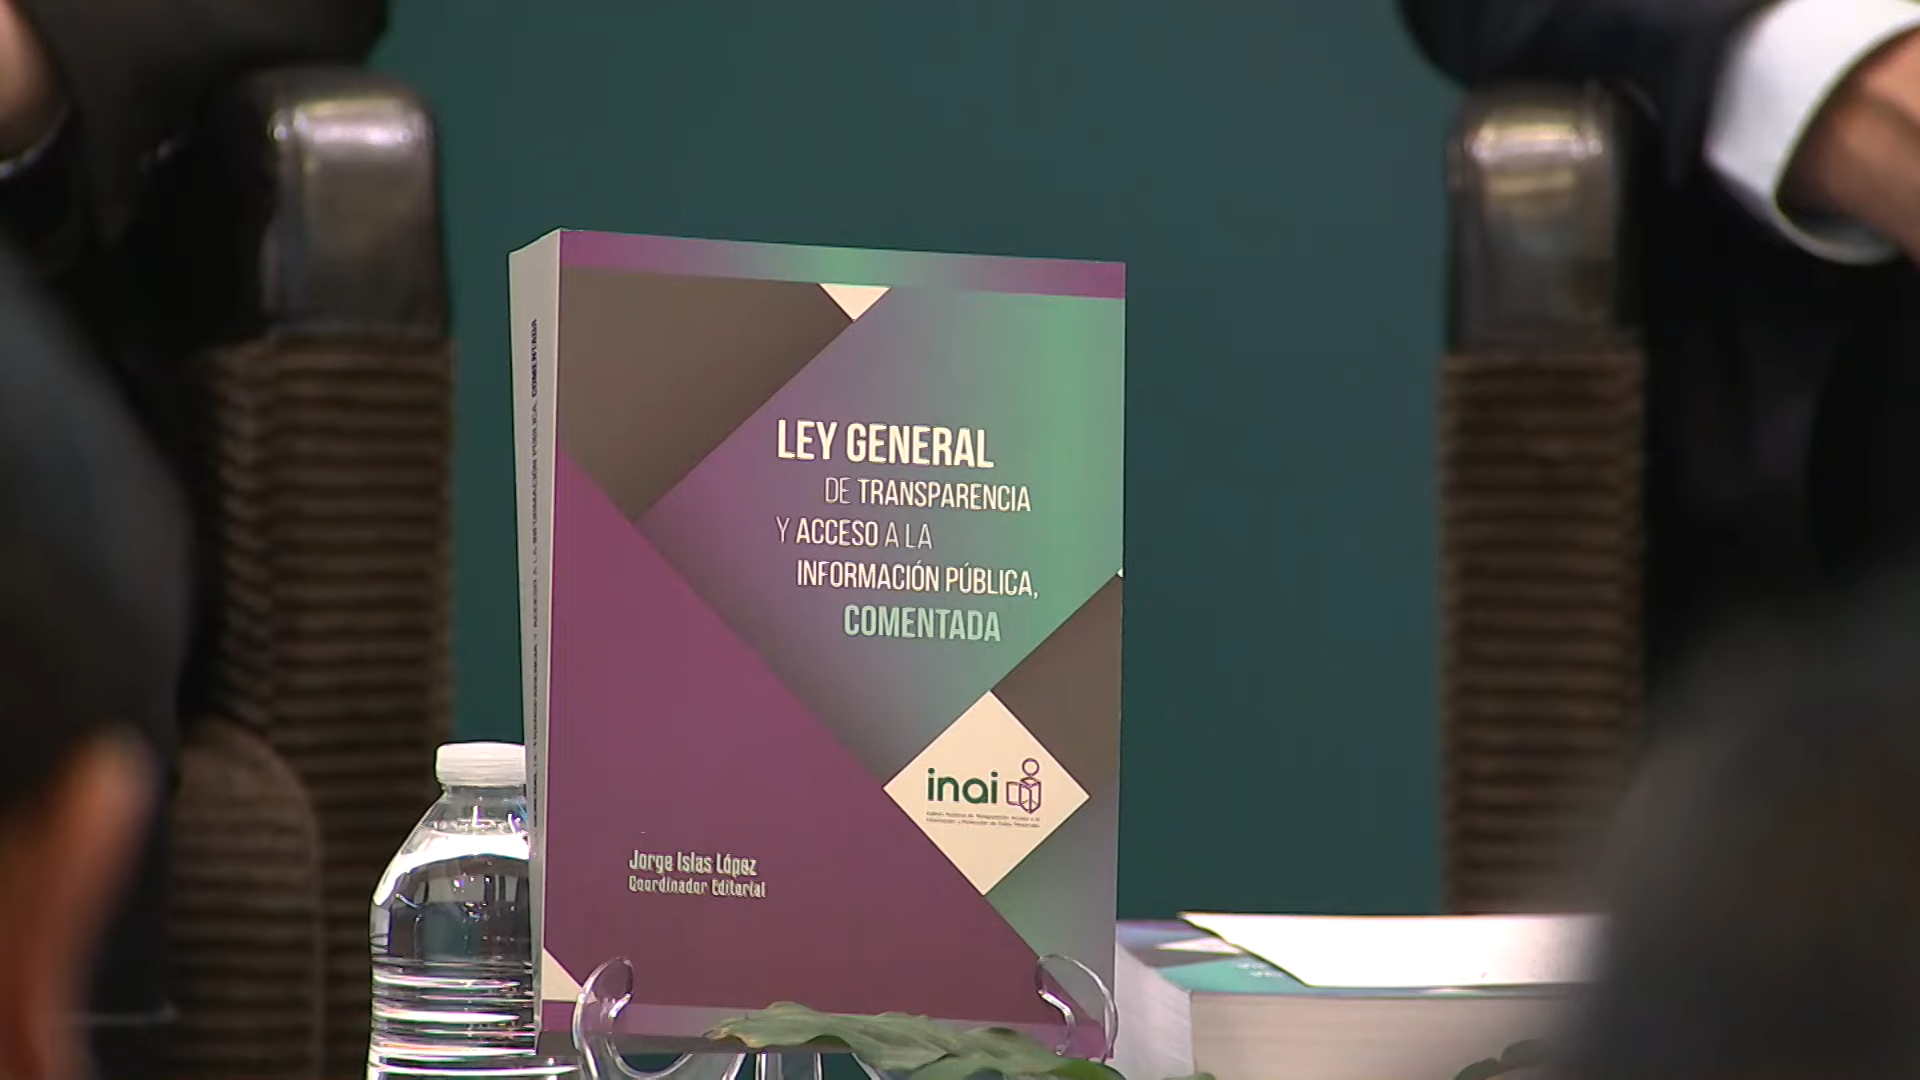 LEY GENERAL
DE TRANSPARENCIA
Y ACCESO A LA
INFORMACIÓN PÚBLICA,
COMENTADA
inai
Jorge Islas López
Coordinador Editorial